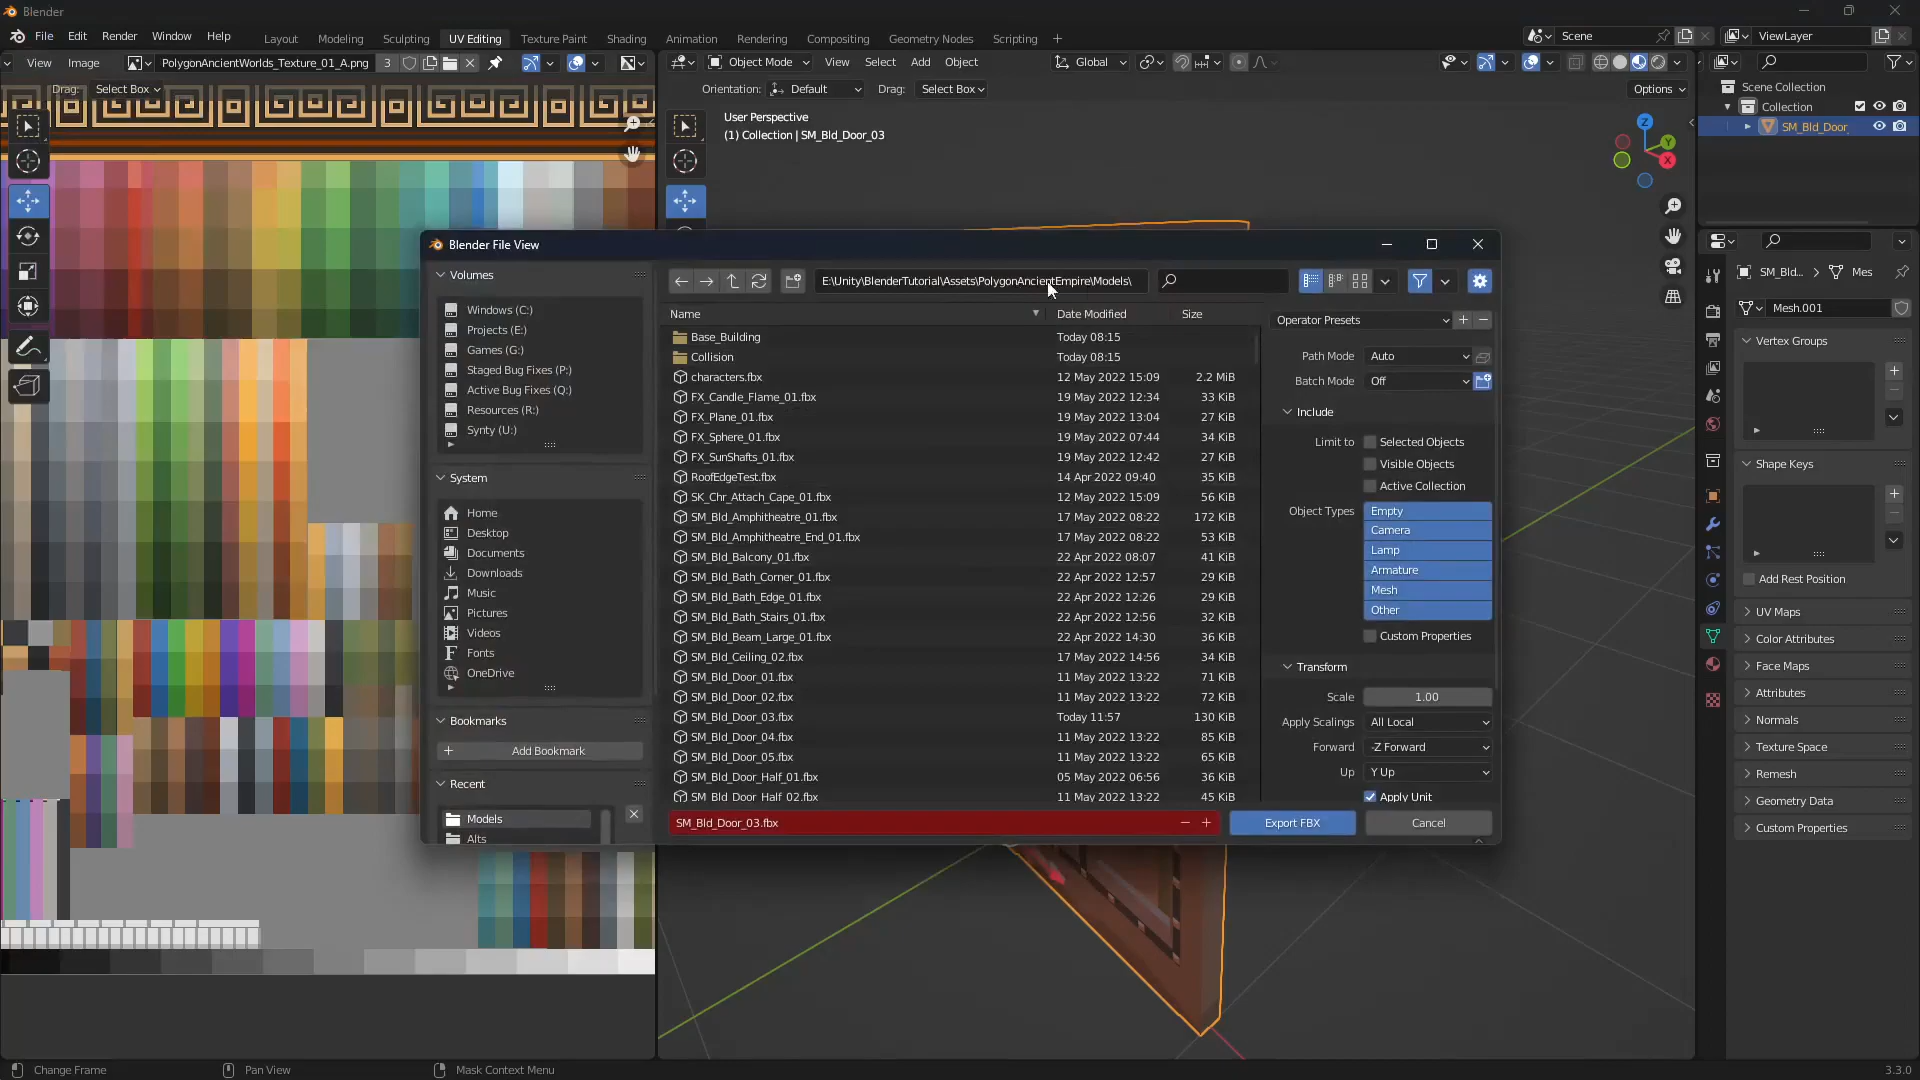 Blender
File Edit Render Window Help
Layout Modeling Sculpting UV Editing Texture Paint Shading Animation Rendering Compositing Geometry Nodes Scripting +
Scene
ViewLayer
View Image
PolygonAncientWorlds_Texture_01_A.png 3
Object Mode View Select Add Object
Global
Drag: Select Box
Orientation: Default Drag: Select Box
Options
User Perspective
(1) Collection | SM_Bld_Door_03
Z
Y
X
Scene Collection
Collection
SM_Bld_Door_
Blender File View
Volumes
Windows (C:)
Projects (E:)
Games (G:)
Staged Bug Fixes (P:)
Active Bug Fixes (Q:)
Resources (R:)
Synty (U:)
System
Home
Desktop
Documents
Downloads
Music
Pictures
Videos
Fonts
OneDrive
Bookmarks
Add Bookmark
Recent
Models
Alts
E:\Unity\BlenderTutorial\Assets\PolygonAncientEmpire\Models\
Name Date Modified Size
Base_Building Today 08:15
Collision Today 08:15
characters.fbx 12 May 2022 15:09 2.2 MiB
FX_Candle_Flame_01.fbx 19 May 2022 12:34 33 KiB
FX_Plane_01.fbx 19 May 2022 13:04 27 KiB
FX_Sphere_01.fbx 19 May 2022 07:44 34 KiB
FX_SunShafts_01.fbx 19 May 2022 12:42 27 KiB
RoofEdgeTest.fbx 14 Apr 2022 09:40 35 KiB
SK_Chr_Attach_Cape_01.fbx 12 May 2022 15:09 56 KiB
SM_Bld_Amphitheatre_01.fbx 17 May 2022 08:22 172 KiB
SM_Bld_Amphitheatre_End_01.fbx 17 May 2022 08:22 53 KiB
SM_Bld_Balcony_01.fbx 22 Apr 2022 08:07 41 KiB
SM_Bld_Bath_Corner_01.fbx 22 Apr 2022 12:57 29 KiB
SM_Bld_Bath_Edge_01.fbx 22 Apr 2022 12:26 29 KiB
SM_Bld_Bath_Stairs_01.fbx 22 Apr 2022 12:56 32 KiB
SM_Bld_Beam_Large_01.fbx 22 Apr 2022 14:30 36 KiB
SM_Bld_Ceiling_02.fbx 17 May 2022 14:56 34 KiB
SM_Bld_Door_01.fbx 11 May 2022 13:22 71 KiB
SM_Bld_Door_02.fbx 11 May 2022 13:22 72 KiB
SM_Bld_Door_03.fbx Today 11:57 130 KiB
SM_Bld_Door_04.fbx 11 May 2022 13:22 85 KiB
SM_Bld_Door_05.fbx 11 May 2022 13:22 65 KiB
SM_Bld_Door_Half_01.fbx 05 May 2022 06:56 36 KiB
SM_Bld_Door_Half_02.fbx 11 May 2022 13:22 45 KiB
SM_Bld_Door_03.fbx
Export FBX Cancel
Operator Presets
Path Mode Auto
Batch Mode Off
Include
Limit to Selected Objects
Visible Objects
Active Collection
Object Types Empty
Camera
Lamp
Armature
Mesh
Other
Custom Properties
Transform
Scale 1.00
Apply Scalings All Local
Forward -Z Forward
Up Y Up
Apply Unit
SM_Bld... > Mes
Mesh.001
Vertex Groups
Shape Keys
Add Rest Position
UV Maps
Color Attributes
Face Maps
Attributes
Normals
Texture Space
Remesh
Geometry Data
Custom Properties
Change Frame Pan View Mask Context Menu
3.3.0